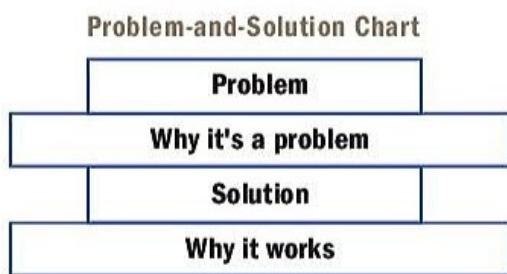 Problem-and-Solution Chart
Problem
Why it's a problem
Solution
Why it works